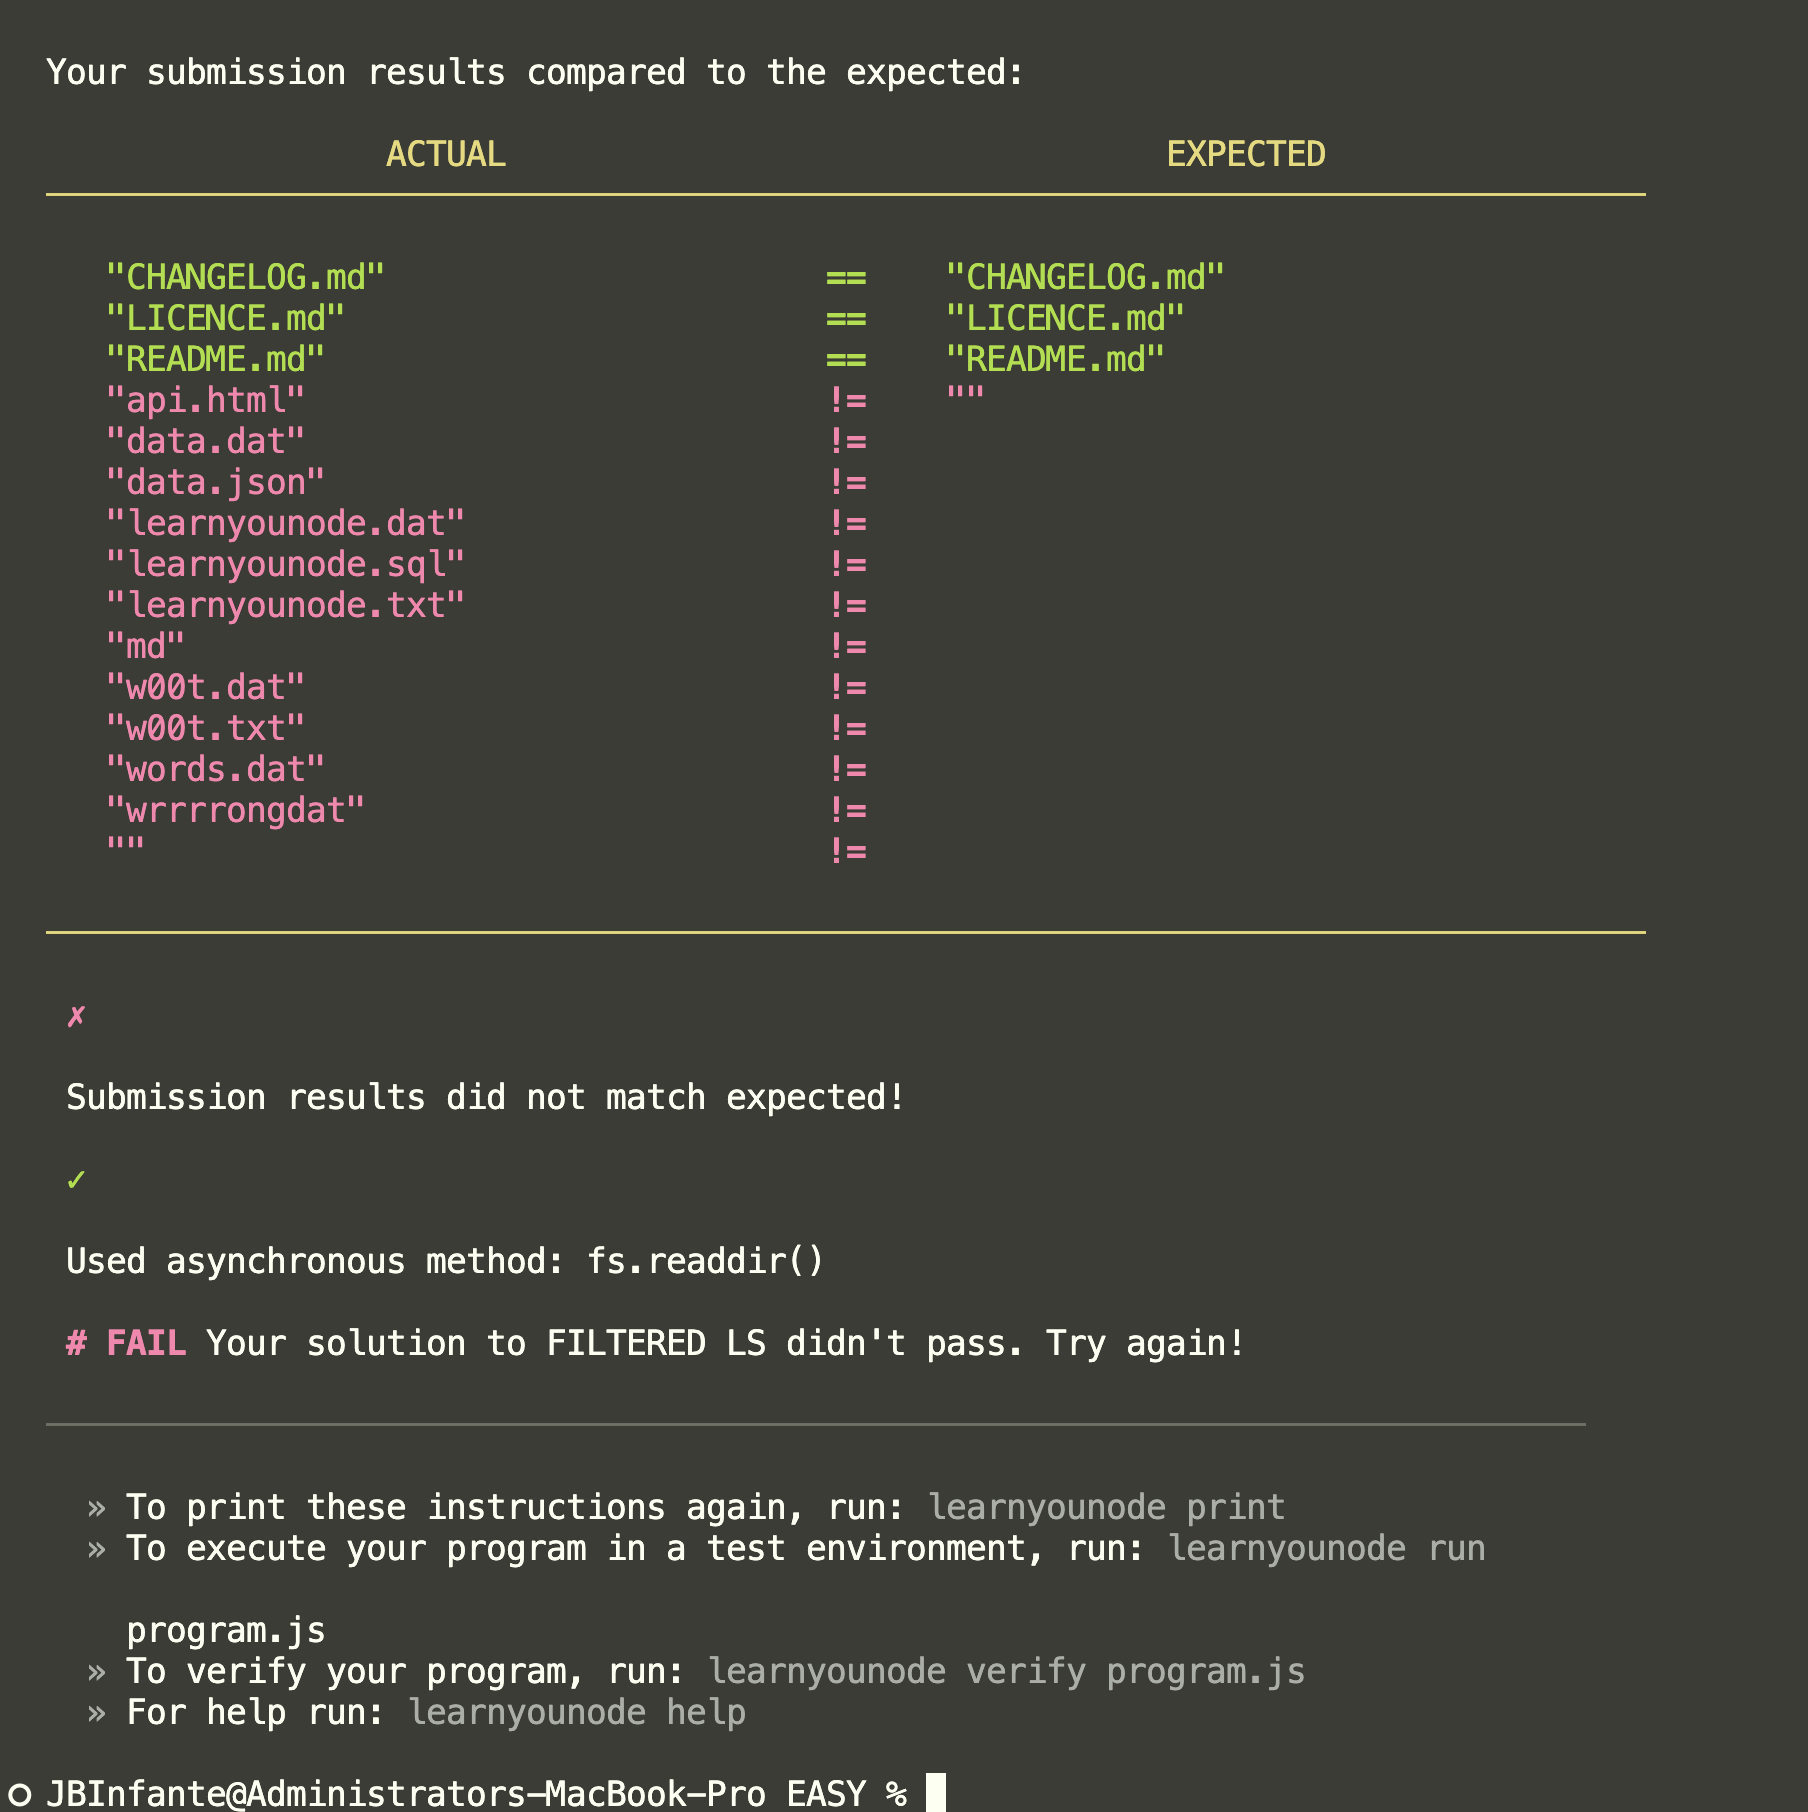 Your submission results compared to the expected:
ACTUAL EXPECTED
"CHANGELOG.md" == "CHANGELOG.md"
"LICENCE.md" == "LICENCE.md"
"README.md" == "README.md"
"api.html" != ""
"data.dat" !=
"data.json" !=
"learnyounode.dat" !=
"learnyounode.sql" !=
"learnyounode.txt" !=
"md" !=
"w00t.dat" !=
"w00t.txt" !=
"words.dat" !=
"wrrrrongdat" !=
"" !=
✗
Submission results did not match expected!
✓
Used asynchronous method: fs.readdir()
# FAIL Your solution to FILTERED LS didn't pass. Try again!
» To print these instructions again, run: learnyounode print
» To execute your program in a test environment, run: learnyounode run
program.js
» To verify your program, run: learnyounode verify program.js
» For help run: learnyounode help
JBInfante@Administrators-MacBook-Pro EASY %